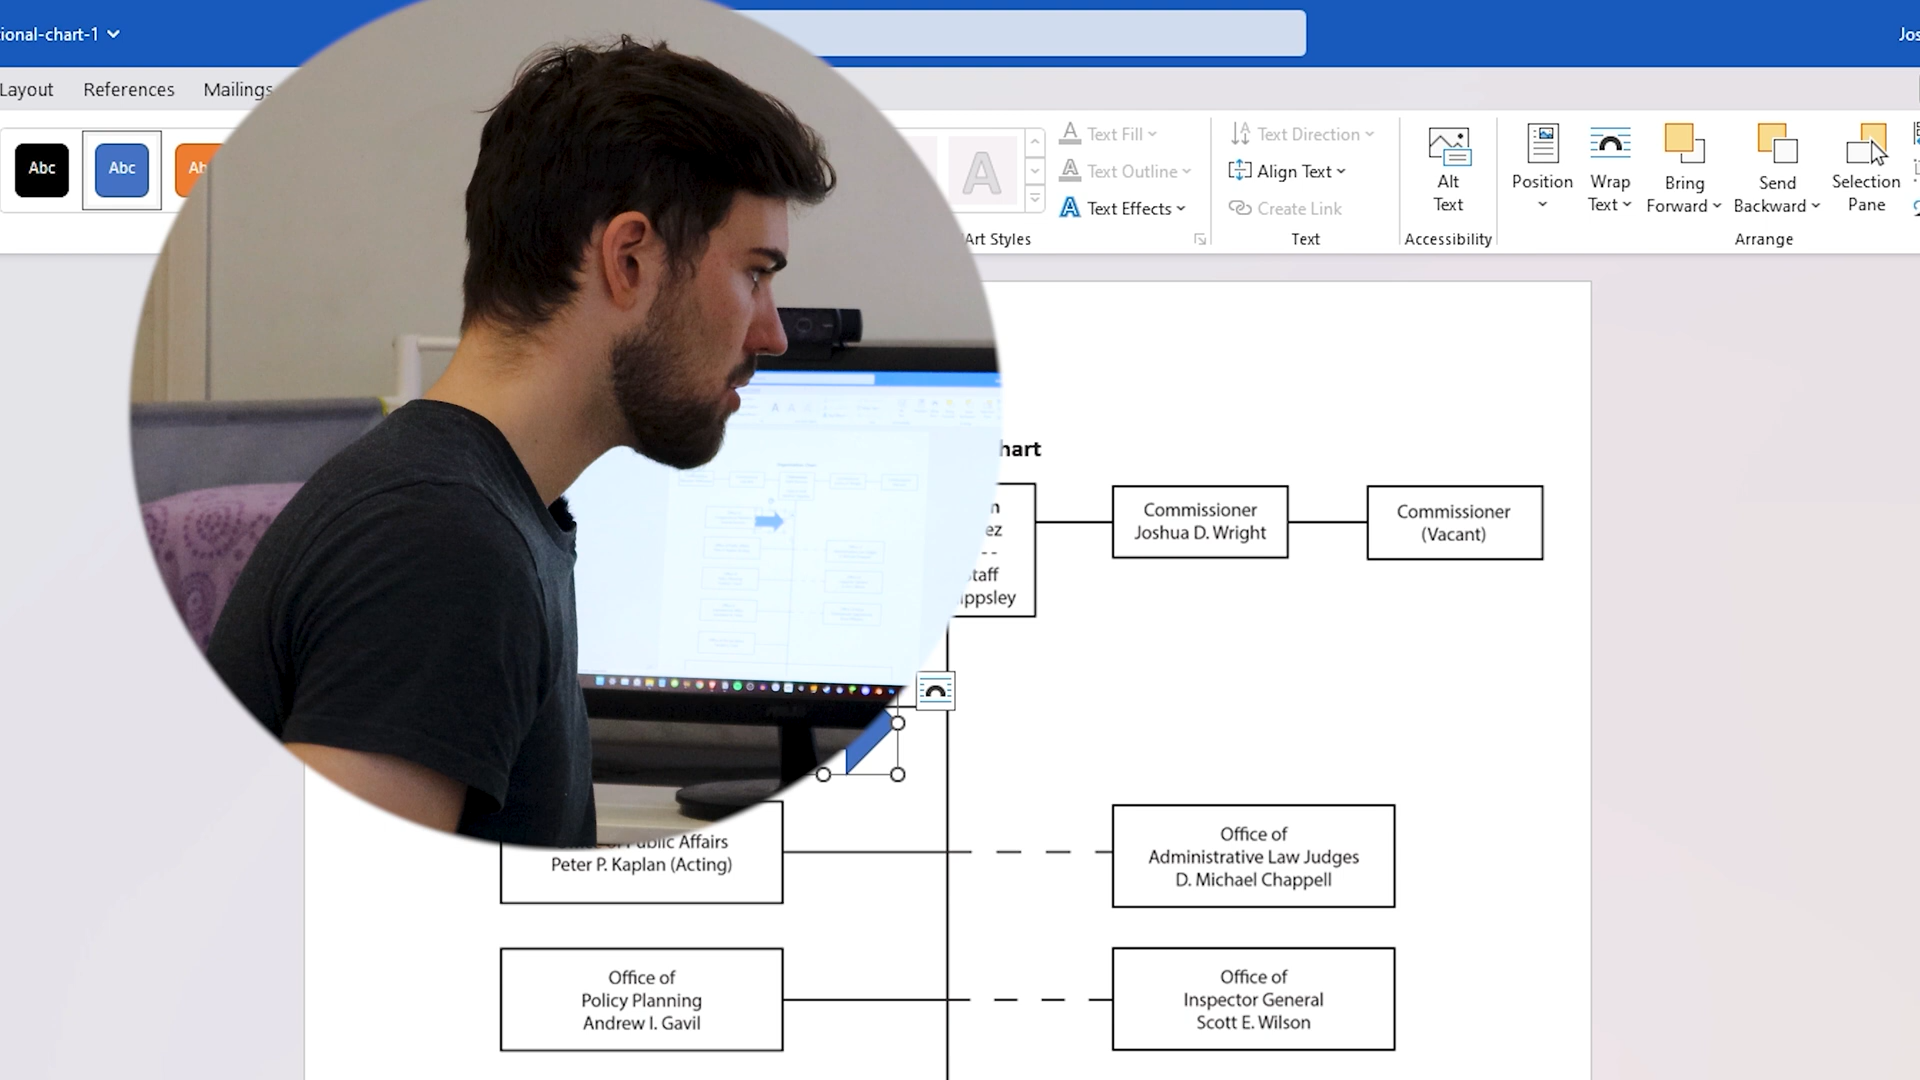 ional-chart-1
Jos
Layout References Mailings
Abc Abc Ab
A
Text Fill
Text Outline
Text Effects
Art Styles
Text Direction
Align Text
Create Link
Text
Alt
Text
Accessibility
Position
Wrap
Text
Bring
Forward
Send
Backward
Selection
Pane
Arrange
hart
n
ez
--
Staff
ippsley
Commissioner
Joshua D. Wright
Commissioner
(Vacant)
Office of Public Affairs
Peter P. Kaplan (Acting)
Office of
Administrative Law Judges
D. Michael Chappell
Office of
Policy Planning
Andrew I. Gavil
Office of
Inspector General
Scott E. Wilson